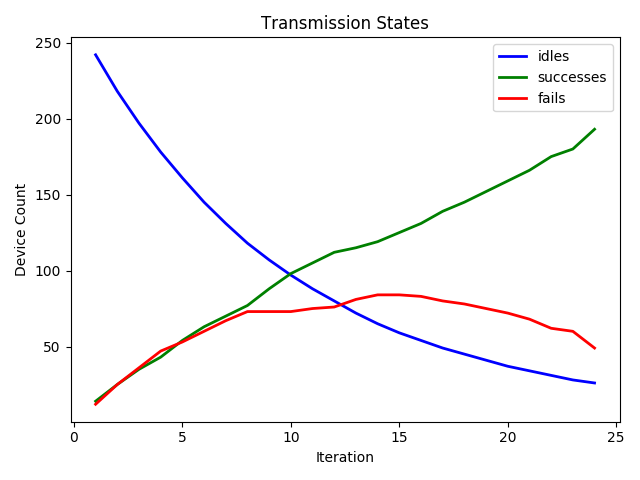 Transmission States
250
200
150
100
50
Device Count
idles
successes
fails
0
5
10
15
20
25
Iteration